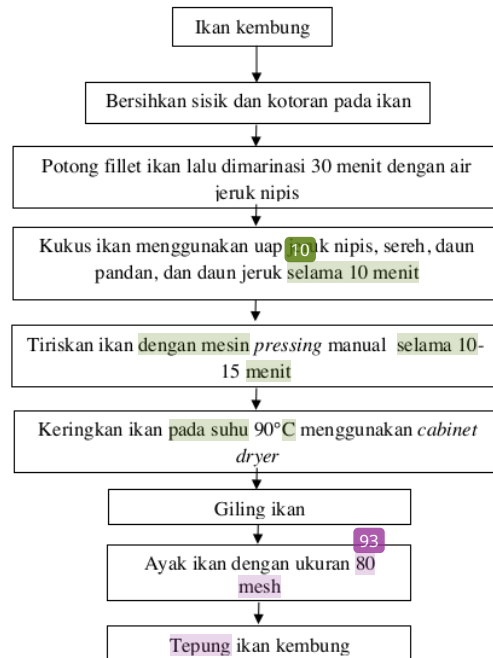 Ikan kembung
Bersihkan sisik dan kotoran pada ikan
Potong fillet ikan lalu dimarinasi 30 menit dengan air
jeruk nipis
Kukus ikan menggunakan uap jeruk nipis, sereh, daun
10
pandan, dan daun jeruk selama 10 menit
Tiriskan ikan dengan mesin pressing manual selama 10-
15 menit
Keringkan ikan pada suhu 90°C menggunakan cabinet
dryer
Giling ikan
93
Ayak ikan dengan ukuran 80
mesh
Tepung ikan kembung